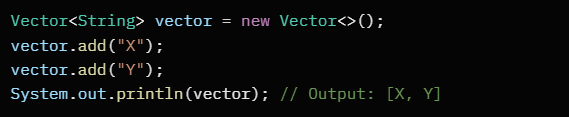 Vector<String> vector = new Vector<>();
vector.add("X");
vector.add("Y");
System.out.println(vector); // Output: [X, Y]